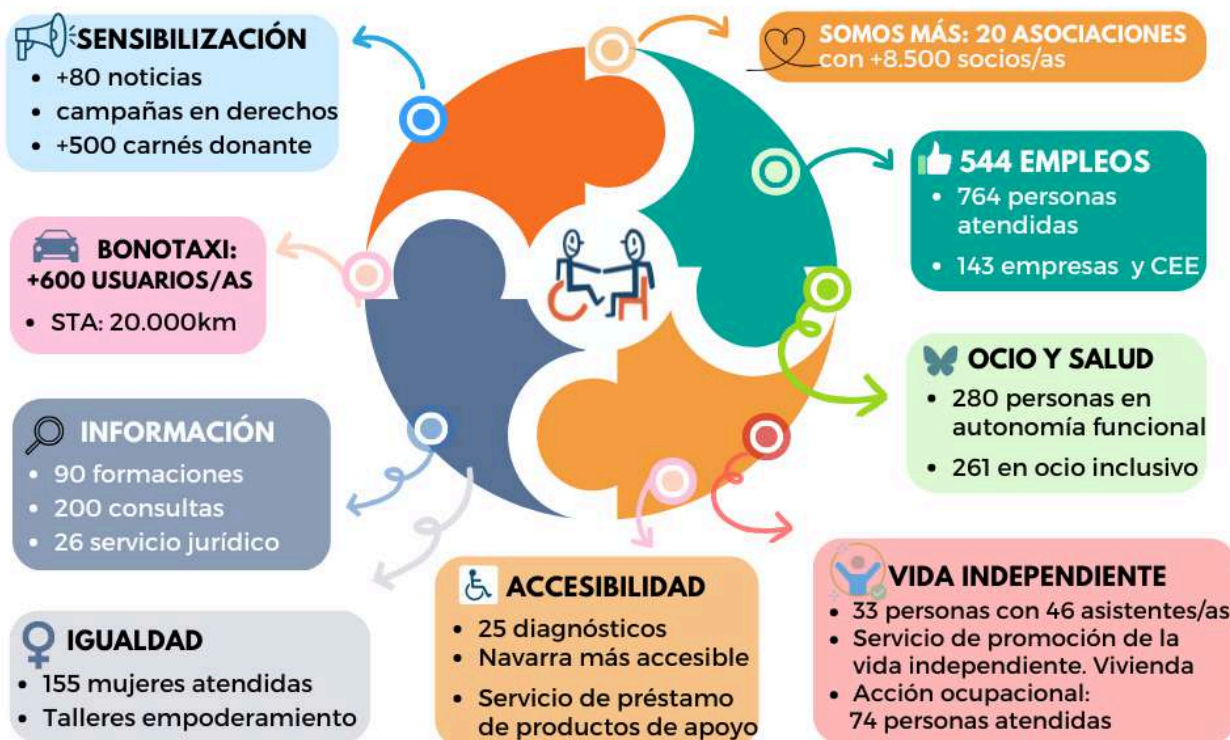 SENSIBILIZACIÓN
• +80 noticias
• campañas en derechos
• +500 carnés donante
SOMOS MÁS: 20 ASOCIACIONES
con +8.500 socios/as
544 EMPLEOS
• 764 personas
atendidas
• 143 empresas y CEE
BONOTAXI:
+600 USUARIOS/AS
• STA: 20.000km
OCIO Y SALUD
• 280 personas en
autonomía funcional
• 261 en ocio inclusivo
INFORMACIÓN
• 90 formaciones
• 200 consultas
• 26 servicio jurídico
IGUALDAD
• 155 mujeres atendidas
• Talleres empoderamiento
ACCESIBILIDAD
• 25 diagnósticos
• Navarra más accesible
• Servicio de préstamo
de productos de apoyo
VIDA INDEPENDIENTE
• 33 personas con 46 asistentes/as
• Servicio de promoción de la
vida independiente. Vivienda
• Acción ocupacional:
74 personas atendidas